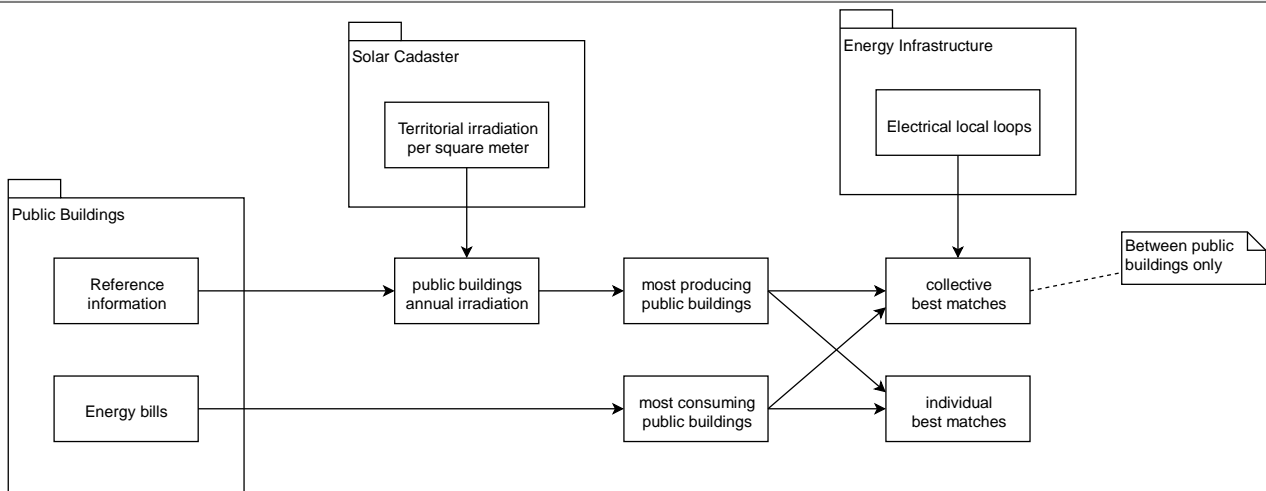 Solar Cadaster
Territorial irradiation
per square meter
Energy Infrastructure
Electrical local loops
Public Buildings
Reference
information
public buildings
annual irradiation
most producing
public buildings
collective
best matches
Between public
buildings only
Energy bills
most consuming
public buildings
individual
best matches